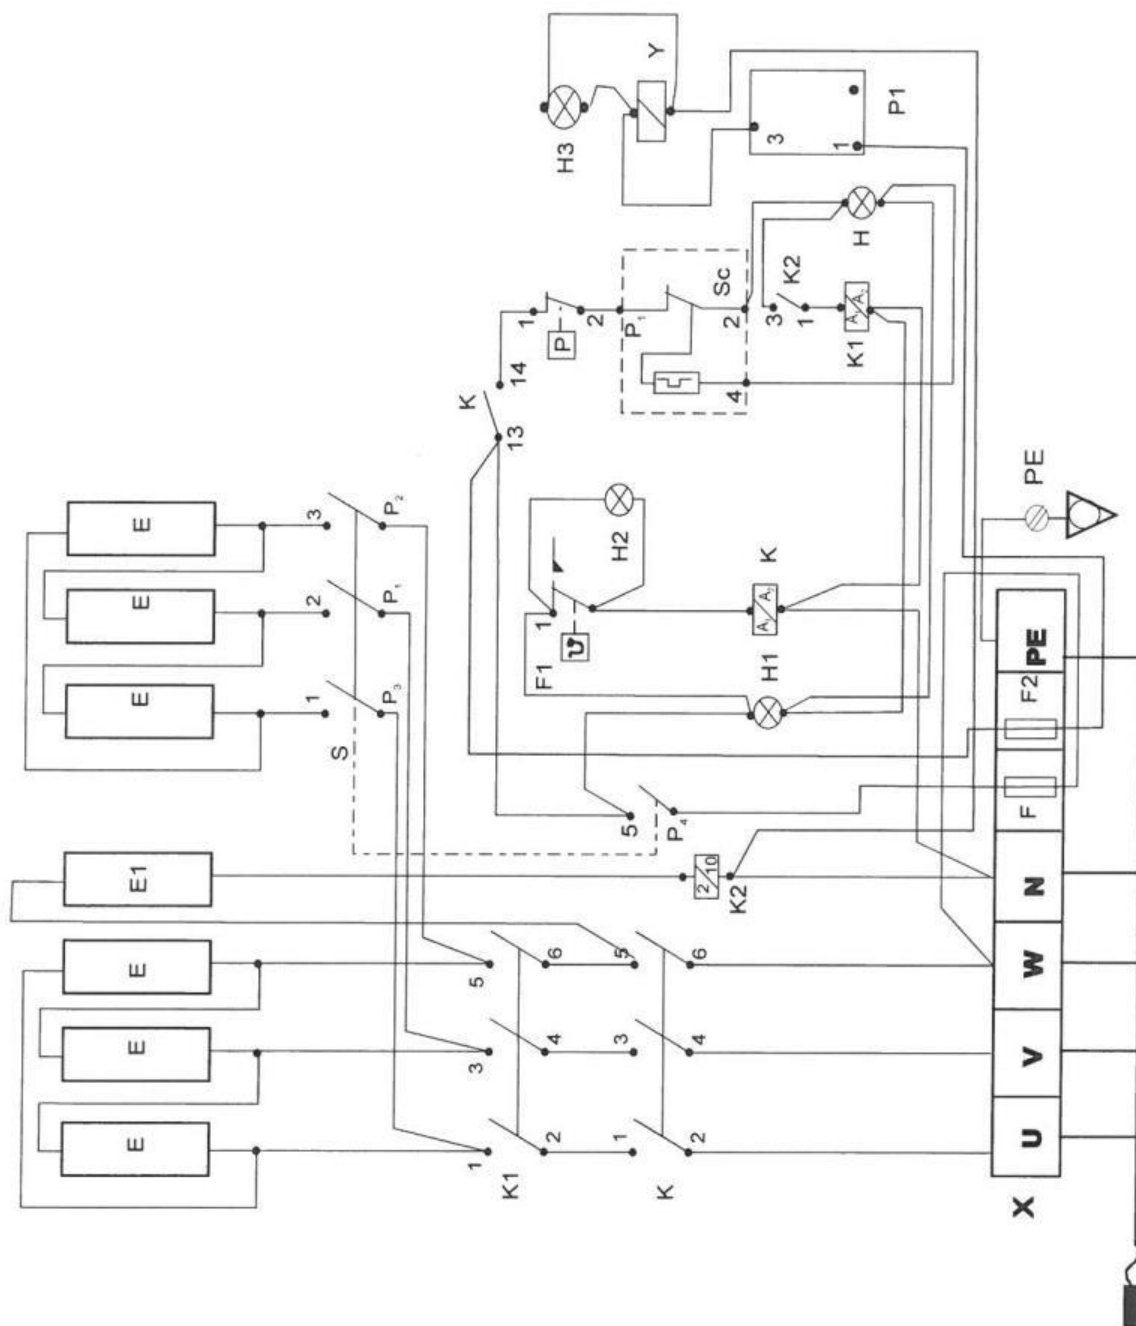 Y
H3
3
1
P1
H
K2
3
1
A₁
A₂
K1
Sc
2
4
P₁
1
P
2
K
14
13
E
E
E
3
2
1
P₂
P₁
P₃
S
H2
F1
1
K
A₁
A₂
H1
5
P₄
PE
E1
2/10
K2
E
E
E
5
3
1
6
4
2
K1
5
3
1
6
4
2
K
X
U
V
W
N
F
F2
PE